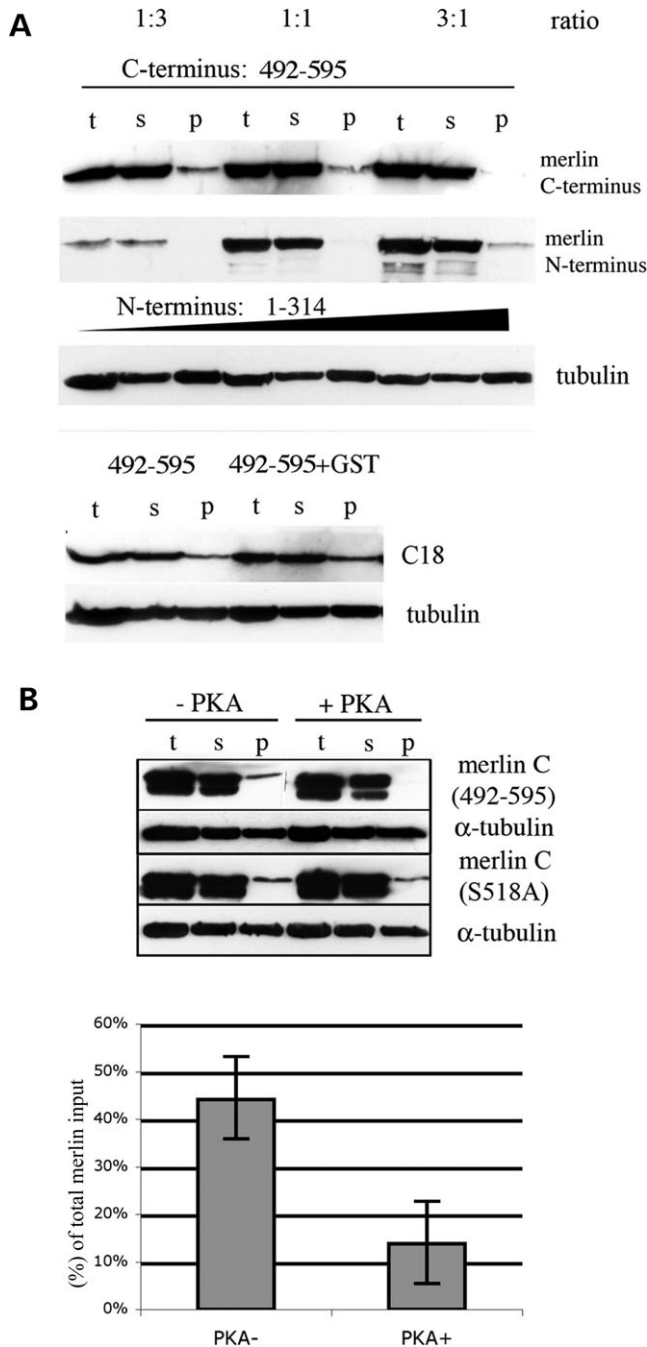 A
1:3 1:1 3:1 ratio
C-terminus: 492-595
t s p t s p t s p
merlin
C-terminus
merlin
N-terminus
N-terminus: 1-314
tubulin
492-595 492-595+GST
t s p t s p
C18
tubulin
B
- PKA + PKA
t s p t s p
merlin C
(492-595)
α-tubulin
merlin C
(S518A)
α-tubulin
60%
50%
40%
30%
20%
10%
0%
(%) of total merlin input
PKA- PKA+